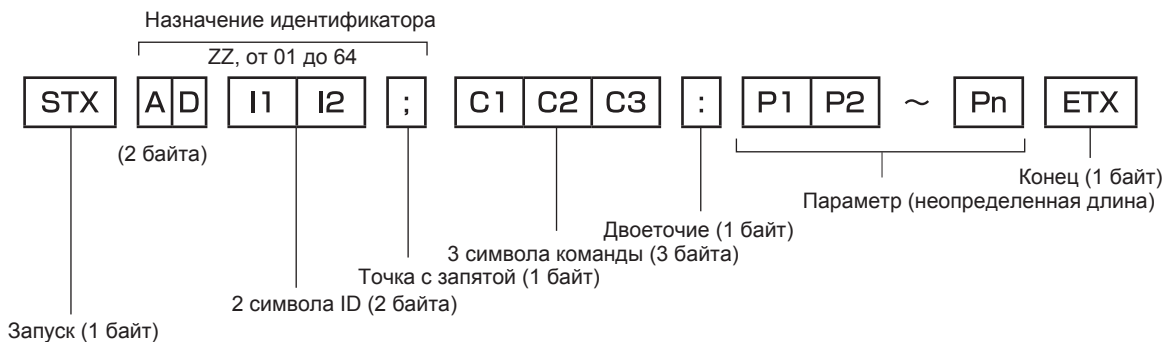 Назначение идентификатора
ZZ, от 01 до 64
STX A D I1 I2 ; C1 C2 C3 : P1 P2 ~ Pn ETX
(2 байта)
Конец (1 байт)
Параметр (неопределенная длина)
Двоеточие (1 байт)
3 символа команды (3 байта)
Точка с запятой (1 байт)
2 символа ID (2 байта)
Запуск (1 байт)